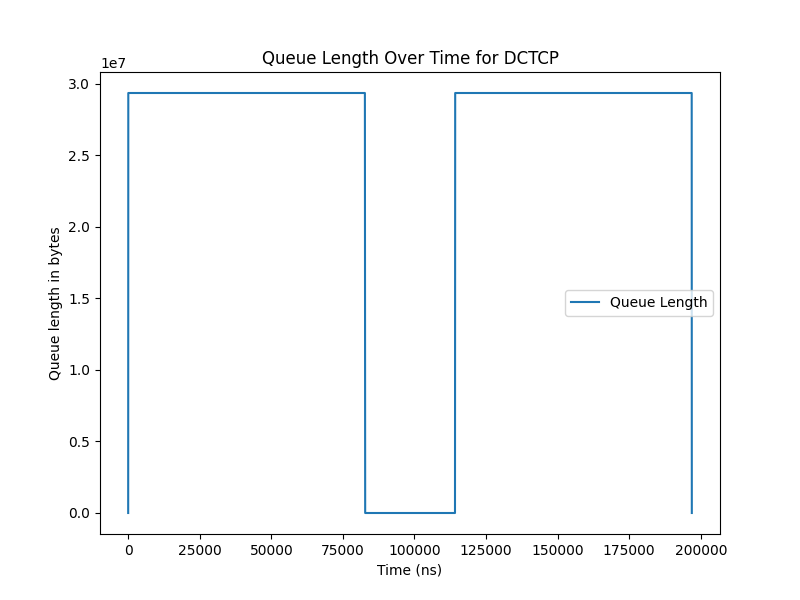 Queue Length Over Time for DCTCP
1e7
3.0
2.5
2.0
1.5
1.0
0.5
0.0
Queue length in bytes
Queue Length
0 25000 50000 75000 100000 125000 150000 175000 200000
Time (ns)